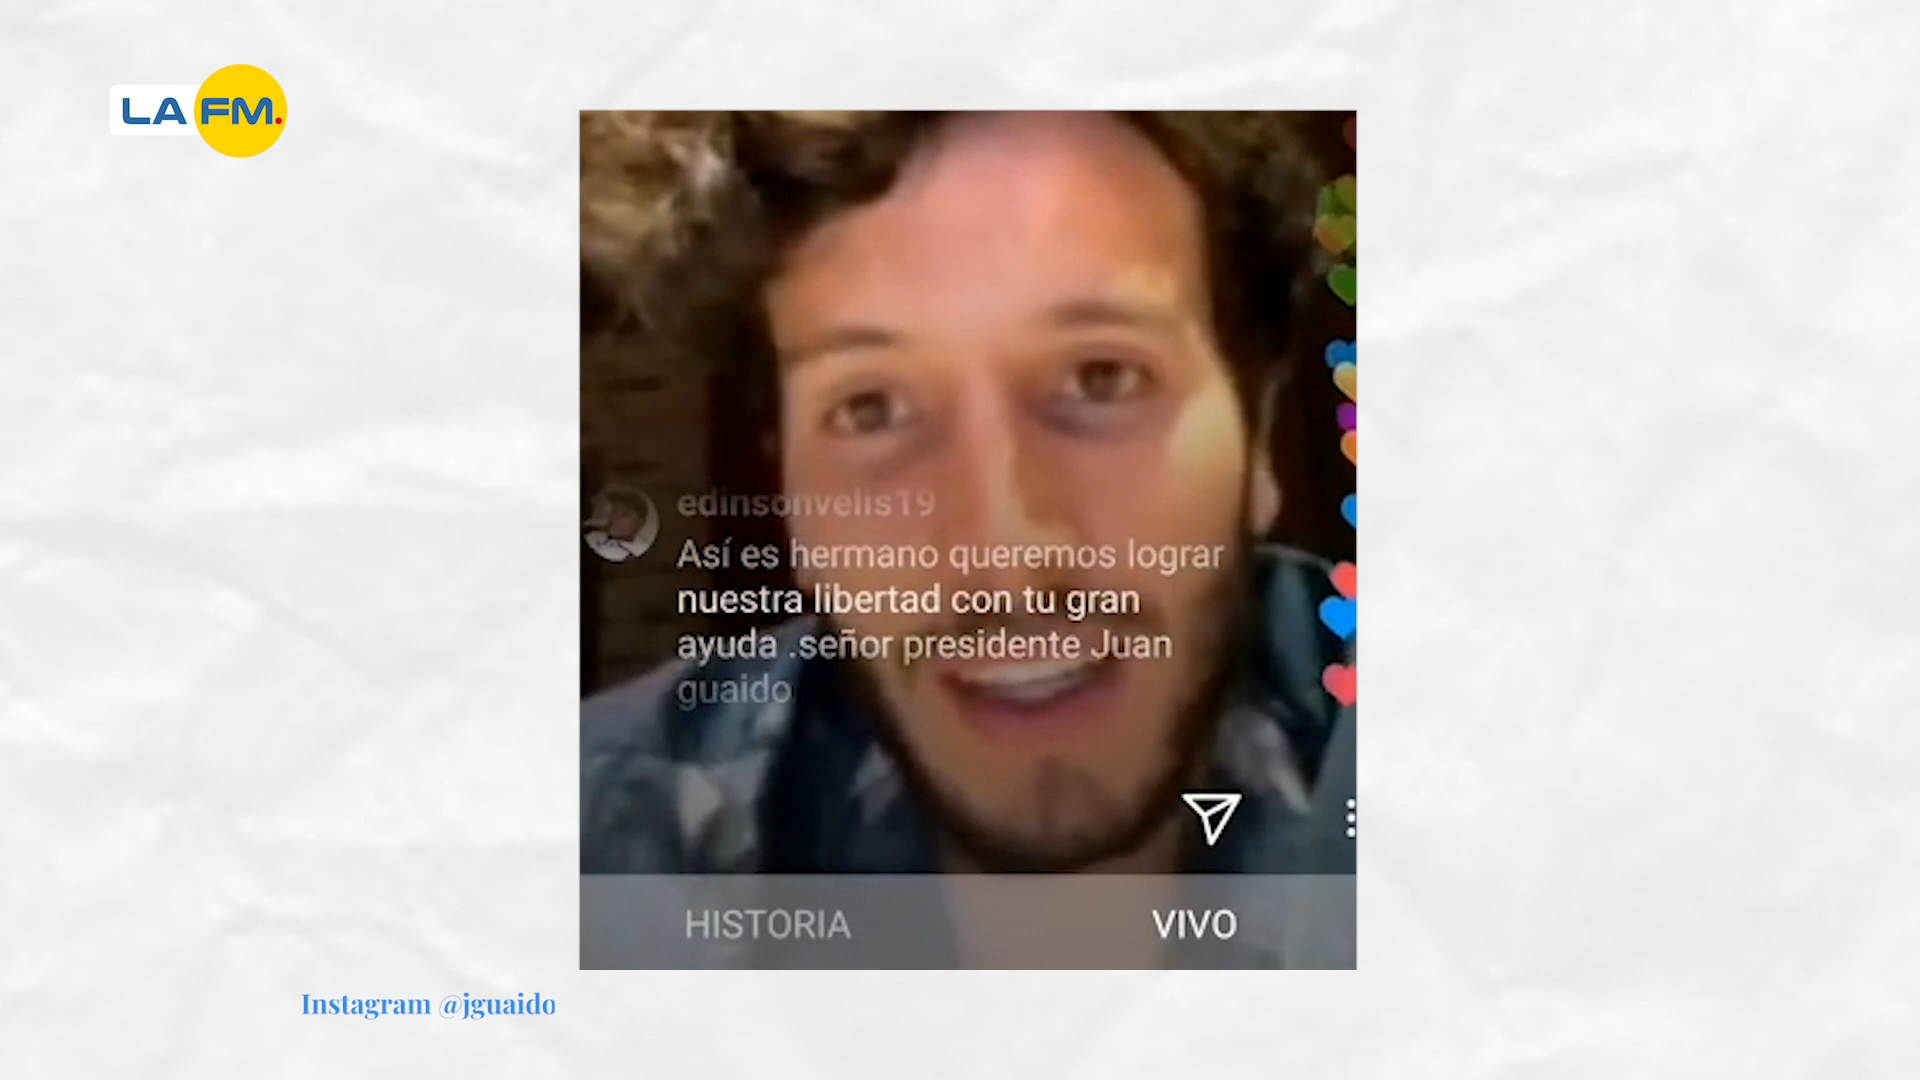 LA FM.
edinsonvelis19
Así es hermano queremos lograr
nuestra libertad con tu gran
ayuda .señor presidente Juan
guaido
HISTORIA
VIVO
Instagram @jguaido